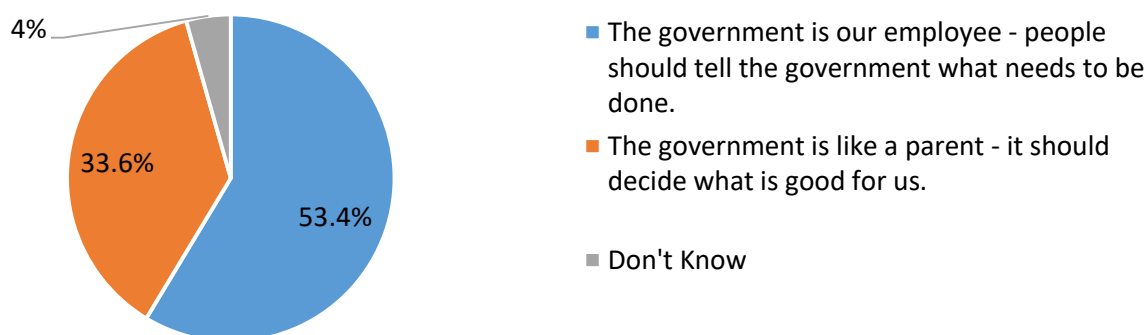 4%
33.6%
53.4%
The government is our employee - people
should tell the government what needs to be
done.
The government is like a parent - it should
decide what is good for us.
Don't Know